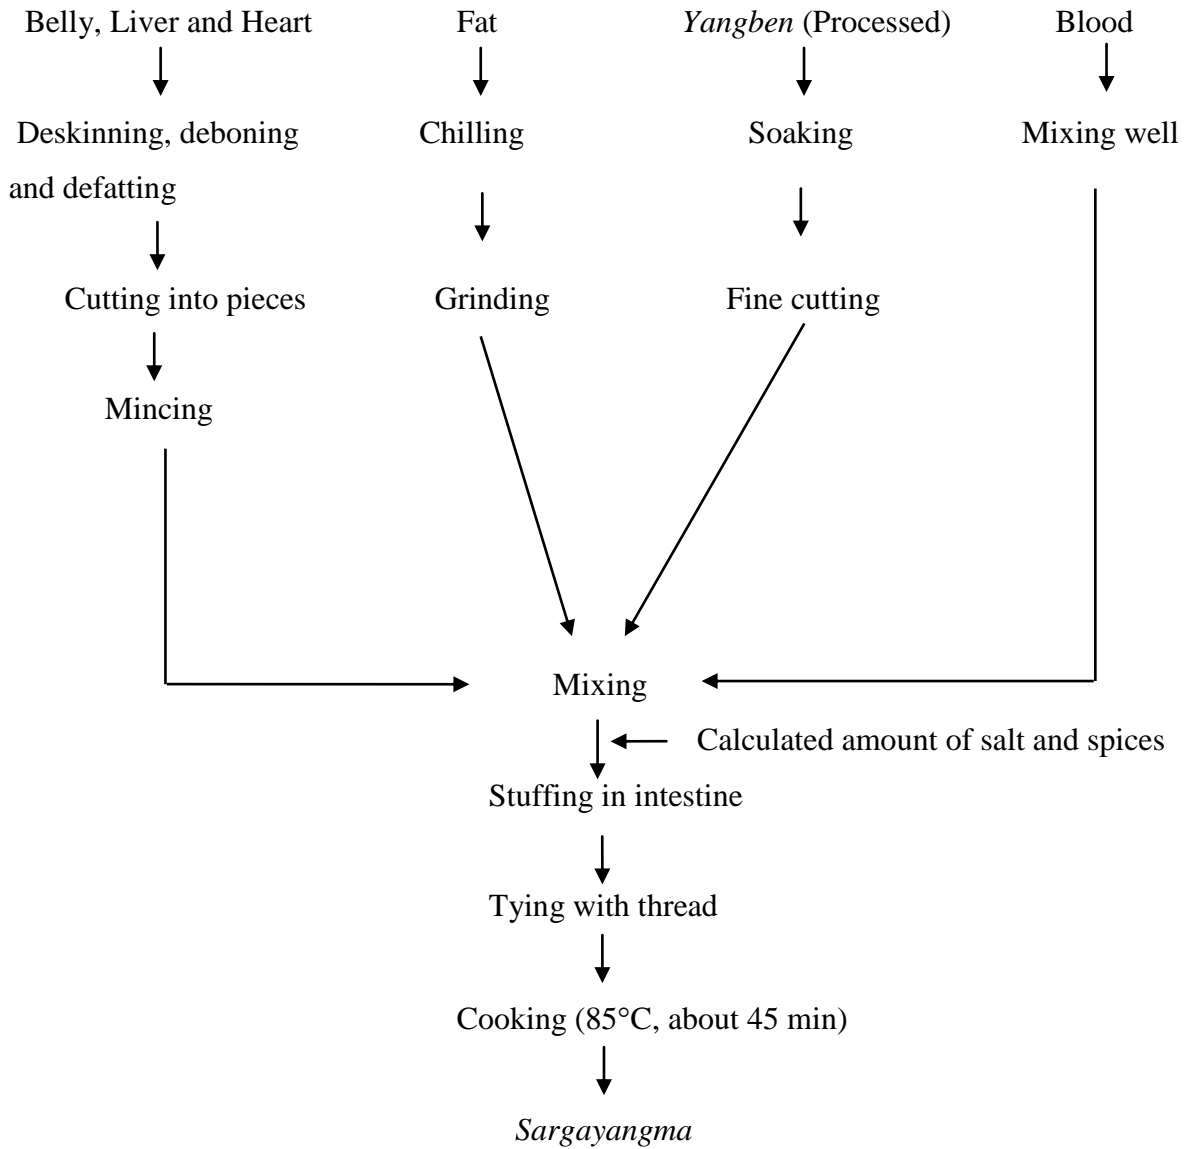 Belly, Liver and Heart
Fat
Yangben (Processed)
Blood
Deskinning, deboning
and defatting
Chilling
Soaking
Mixing well
Cutting into pieces
Grinding
Fine cutting
Mincing
Mixing
Calculated amount of salt and spices
Stuffing in intestine
Tying with thread
Cooking (85°C, about 45 min)
Sargayangma